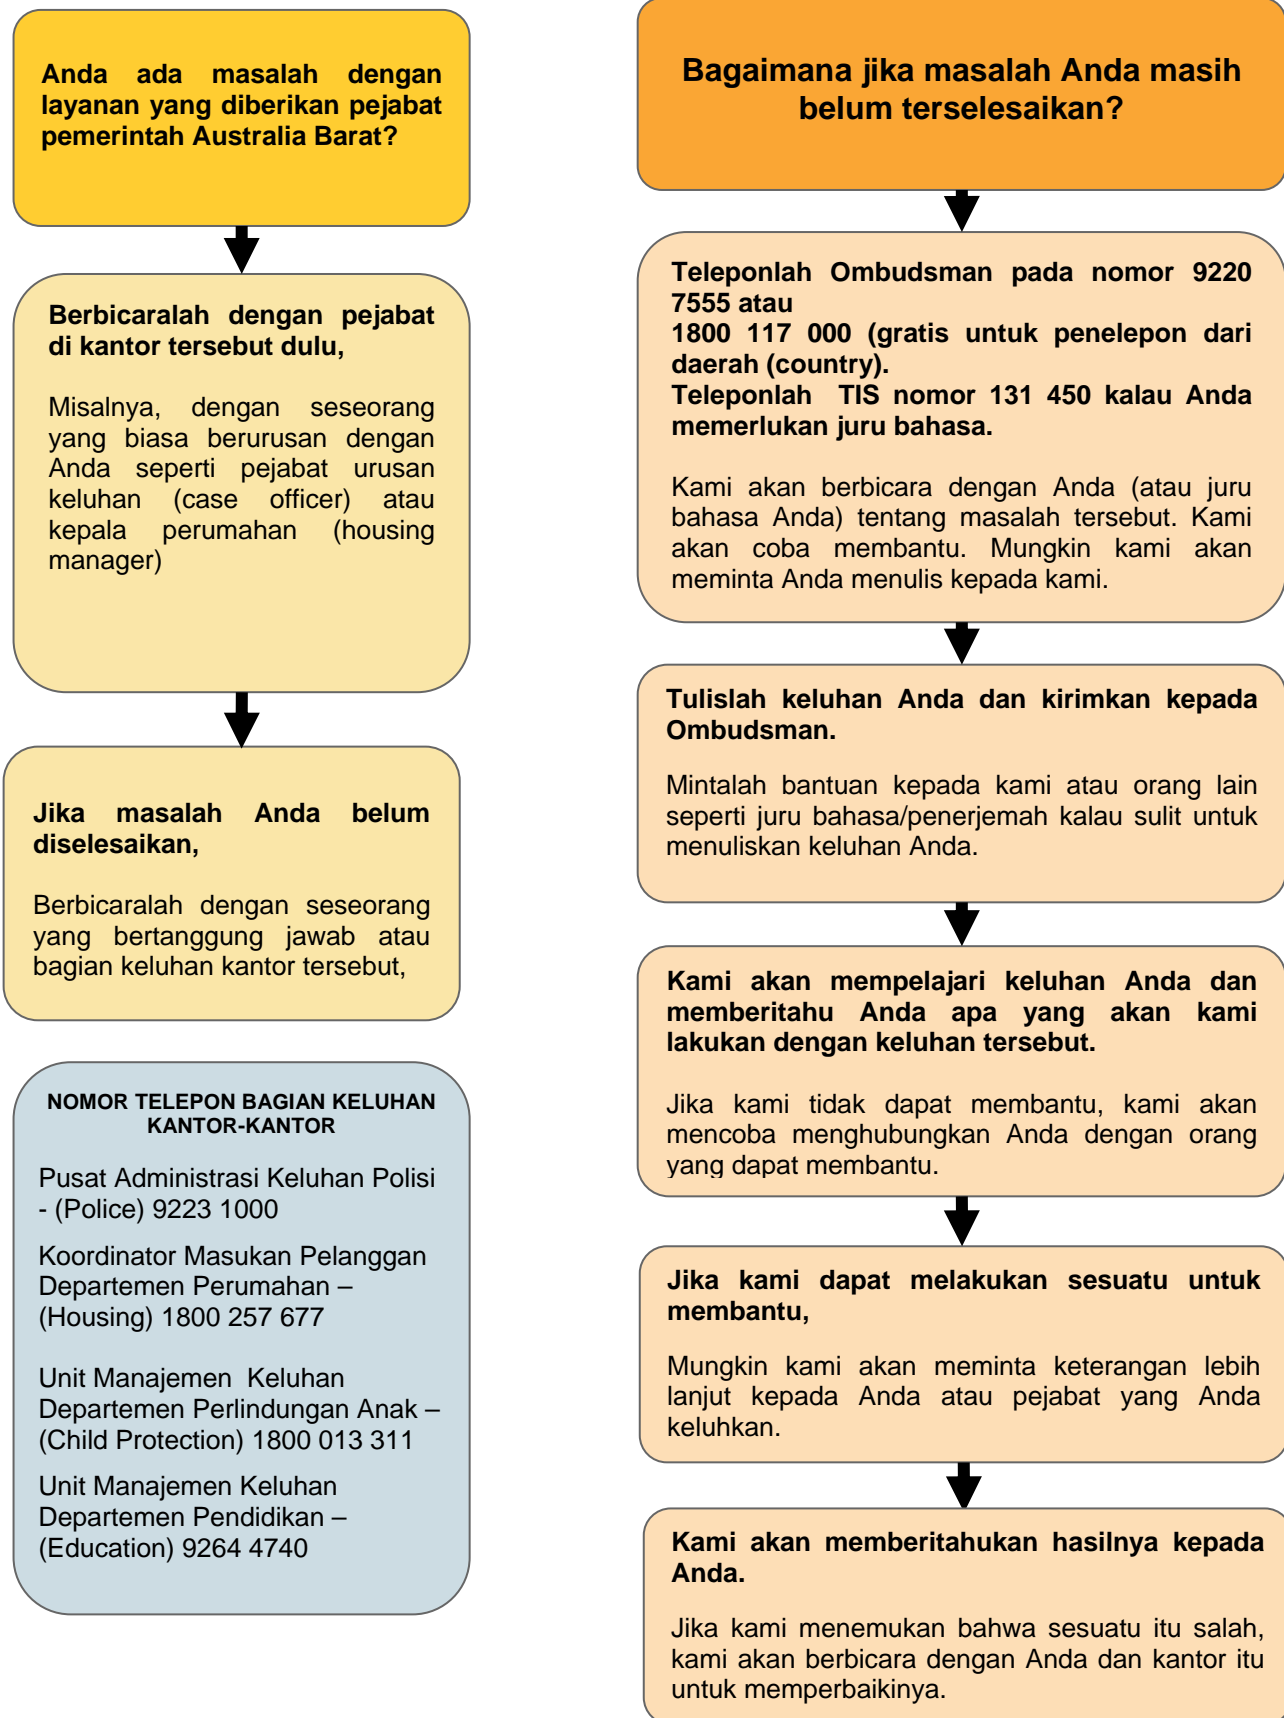 Anda ada masalah dengan
layanan yang diberikan pejabat
pemerintah Australia Barat?
Berbicaralah dengan pejabat
di kantor tersebut dulu,
Misalnya, dengan seseorang
yang biasa berurusan dengan
Anda seperti pejabat urusan
keluhan (case officer) atau
kepala perumahan (housing
manager)
Jika masalah Anda belum
diselesaikan,
Berbicaralah dengan seseorang
yang bertanggung jawab atau
bagian keluhan kantor tersebut,
NOMOR TELEPON BAGIAN KELUHAN
KANTOR-KANTOR
Pusat Administrasi Keluhan Polisi
- (Police) 9223 1000
Koordinator Masukan Pelanggan
Departemen Perumahan –
(Housing) 1800 257 677
Unit Manajemen Keluhan
Departemen Perlindungan Anak –
(Child Protection) 1800 013 311
Unit Manajemen Keluhan
Departemen Pendidikan –
(Education) 9264 4740
Bagaimana jika masalah Anda masih
belum terselesaikan?
Teleponlah Ombudsman pada nomor 9220
7555 atau
1800 117 000 (gratis untuk penelepon dari
daerah (country).
Teleponlah TIS nomor 131 450 kalau Anda
memerlukan juru bahasa.
Kami akan berbicara dengan Anda (atau juru
bahasa Anda) tentang masalah tersebut. Kami
akan coba membantu. Mungkin kami akan
meminta Anda menulis kepada kami.
Tulislah keluhan Anda dan kirimkan kepada
Ombudsman.
Mintalah bantuan kepada kami atau orang lain
seperti juru bahasa/penerjemah kalau sulit untuk
menuliskan keluhan Anda.
Kami akan mempelajari keluhan Anda dan
memberitahu Anda apa yang akan kami
lakukan dengan keluhan tersebut.
Jika kami tidak dapat membantu, kami akan
mencoba menghubungkan Anda dengan orang
yang dapat membantu.
Jika kami dapat melakukan sesuatu untuk
membantu,
Mungkin kami akan meminta keterangan lebih
lanjut kepada Anda atau pejabat yang Anda
keluhkan.
Kami akan memberitahukan hasilnya kepada
Anda.
Jika kami menemukan bahwa sesuatu itu salah,
kami akan berbicara dengan Anda dan kantor itu
untuk memperbaikinya.